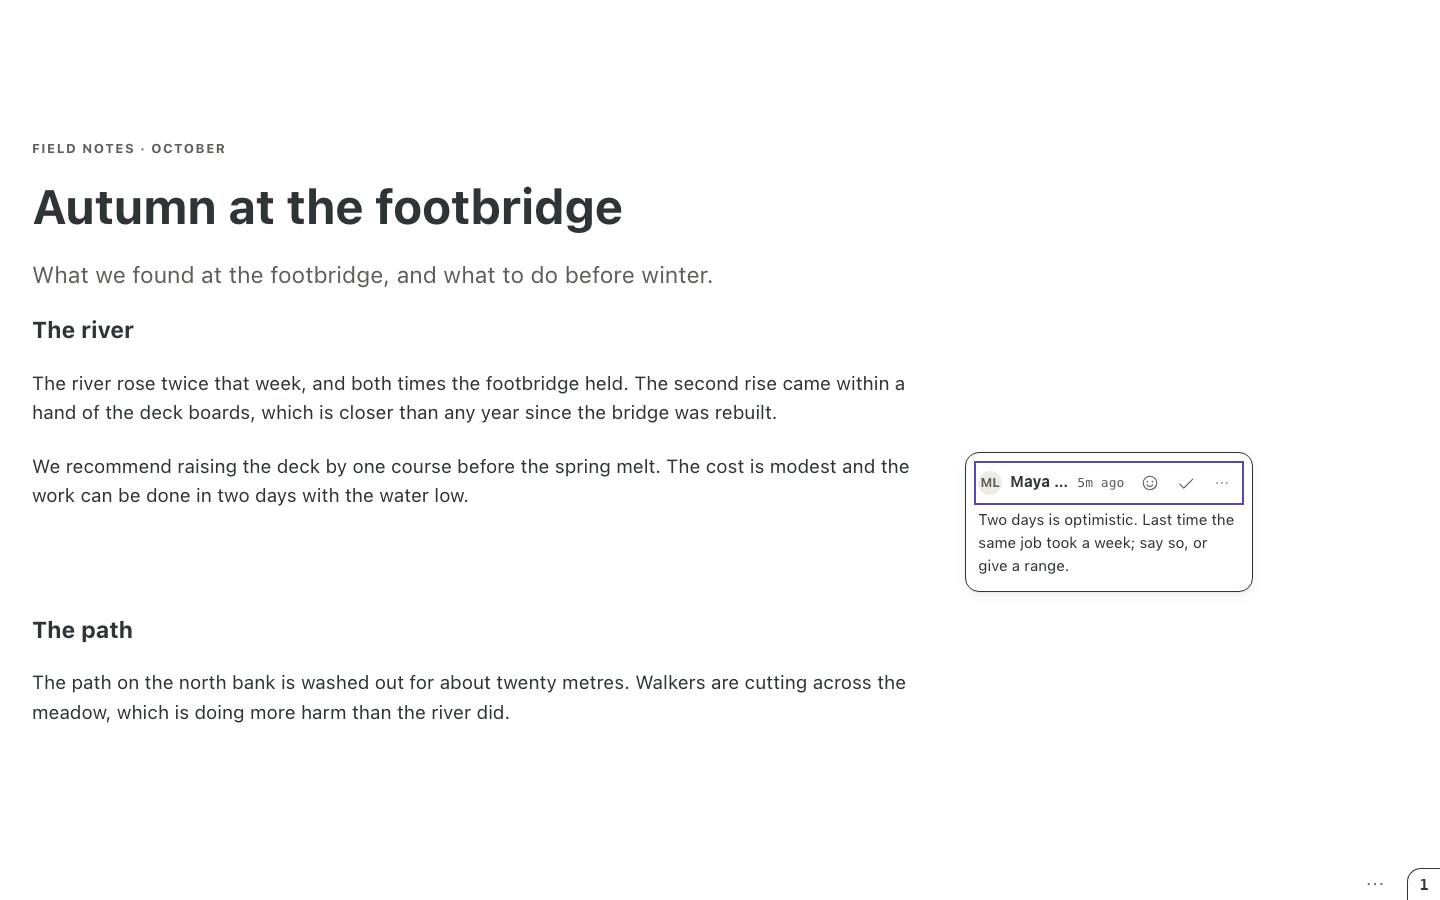 FIELD NOTES · OCTOBER
Autumn at the footbridge
What we found at the footbridge, and what to do before winter.
The river
The river rose twice that week, and both times the footbridge held. The second rise came within a
hand of the deck boards, which is closer than any year since the bridge was rebuilt.
We recommend raising the deck by one course before the spring melt. The cost is modest and the
work can be done in two days with the water low.
ML Maya ... 5m ago
Two days is optimistic. Last time the
same job took a week; say so, or
give a range.
The path
The path on the north bank is washed out for about twenty metres. Walkers are cutting across the
meadow, which is doing more harm than the river did.
1